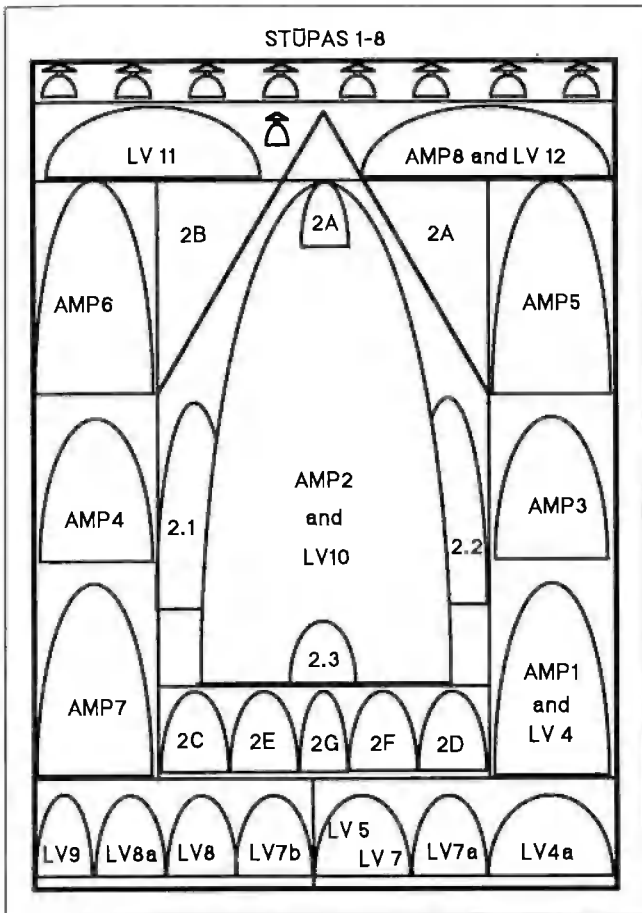 STŪPAS 1-8
LV 11
AMP8 and LV 12
2B
2A
2A
AMP6
AMP5
AMP4
2.1
AMP2
and
LV10
2.2
AMP3
2.3
AMP7
AMP1
and
LV 4
2C
2E
2G
2F
2D
LV9
LV8a
LV8
LV7b
LV 5
LV 7
LV7a
LV4a